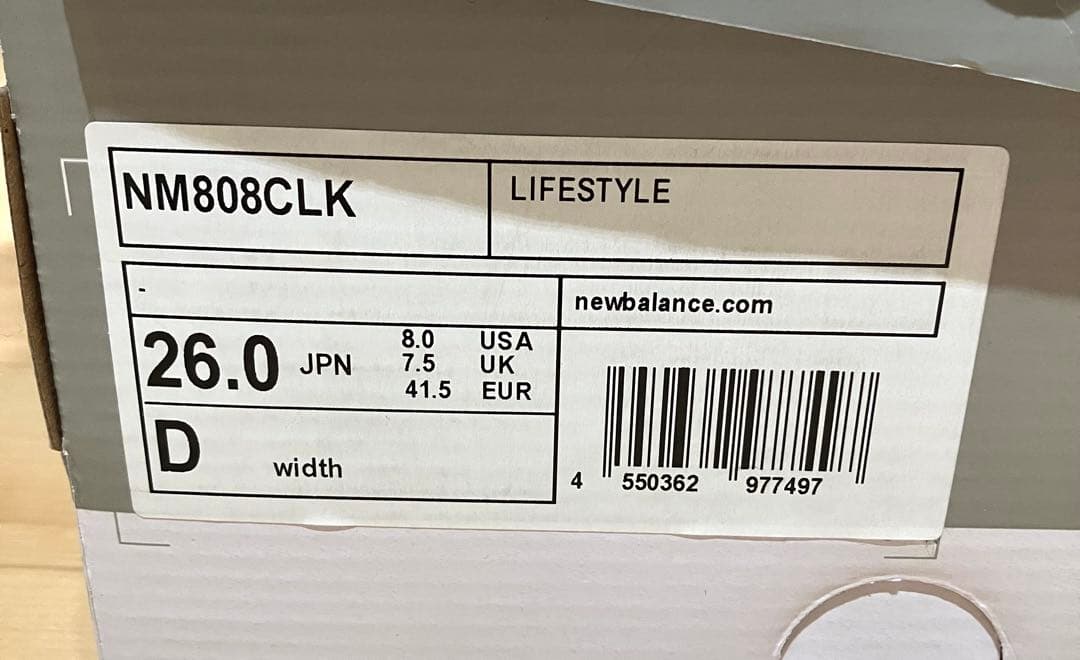 NM808CLK
LIFESTYLE
-
newbalance.com
26.0 JPN
8.0 USA
7.5 UK
41.5 EUR
D width
4 550362 977497